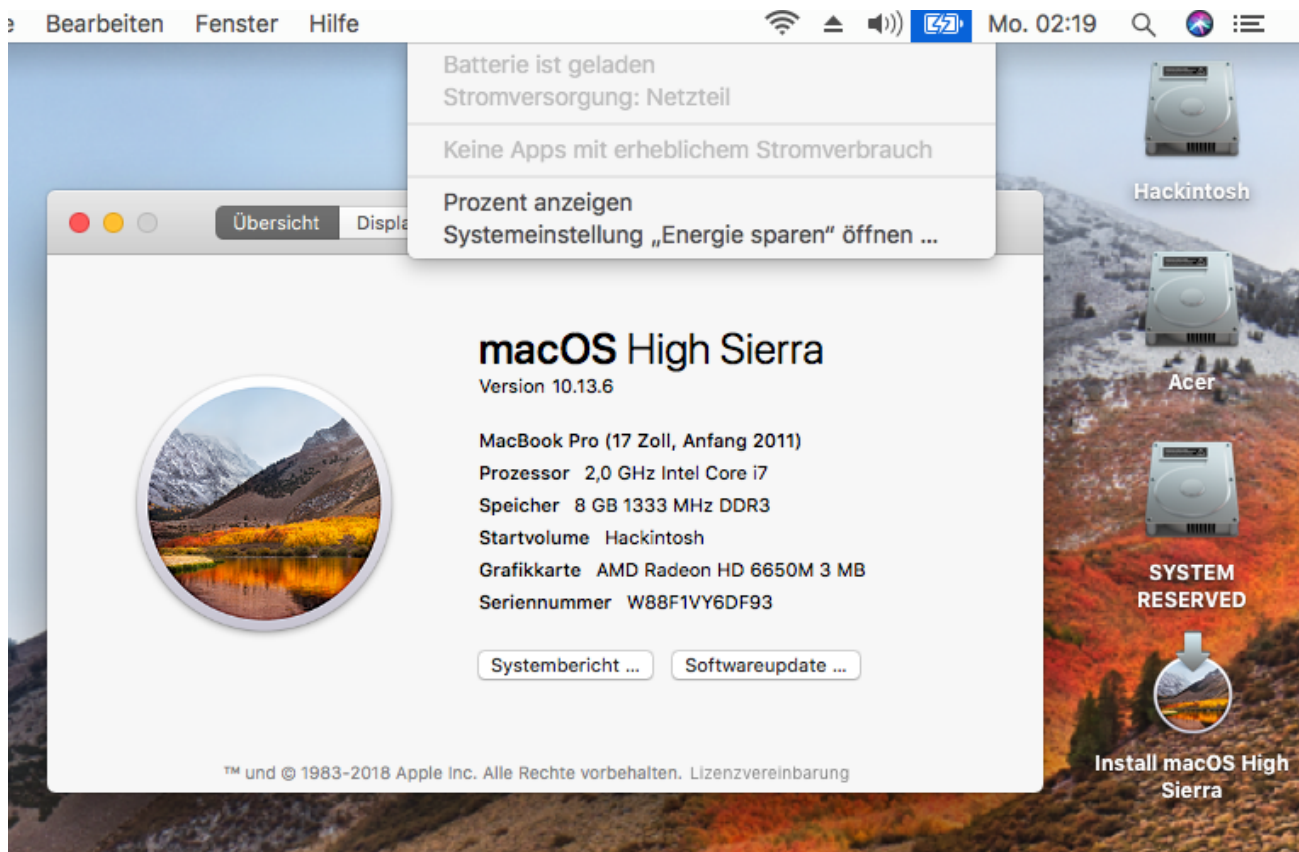 Bearbeiten Fenster Hilfe Mo. 02:19
Batterie ist geladen
Stromversorgung: Netzteil
Keine Apps mit erheblichem Stromverbrauch
Prozent anzeigen
Systemeinstellung „Energie sparen“ öffnen ...
Übersicht
macOS High Sierra
Version 10.13.6
MacBook Pro (17 Zoll, Anfang 2011)
Prozessor 2,0 GHz Intel Core i7
Speicher 8 GB 1333 MHz DDR3
Startvolume Hackintosh
Grafikkarte AMD Radeon HD 6650M 3 MB
Seriennummer W88F1VY6DF93
Systembericht ... Softwareupdate ...
™ und © 1983-2018 Apple Inc. Alle Rechte vorbehalten. Lizenzvereinbarung
Hackintosh
Acer
SYSTEM
RESERVED
Install macOS High
Sierra